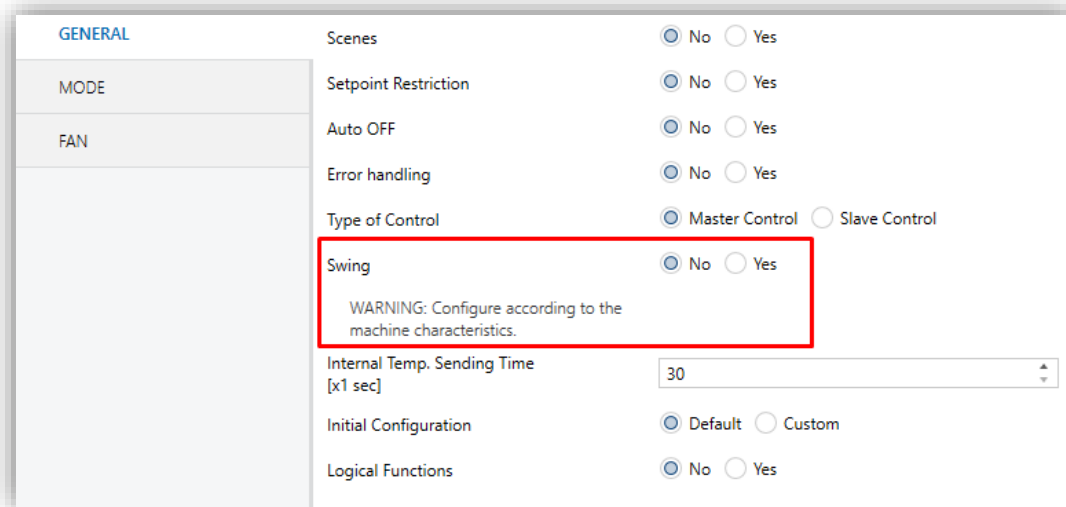 GENERAL
MODE
FAN
Scenes No Yes
Setpoint Restriction No Yes
Auto OFF No Yes
Error handling No Yes
Type of Control Master Control Slave Control
Swing No Yes
WARNING: Configure according to the
machine characteristics.
Internal Temp. Sending Time
[x1 sec] 30
Initial Configuration Default Custom
Logical Functions No Yes